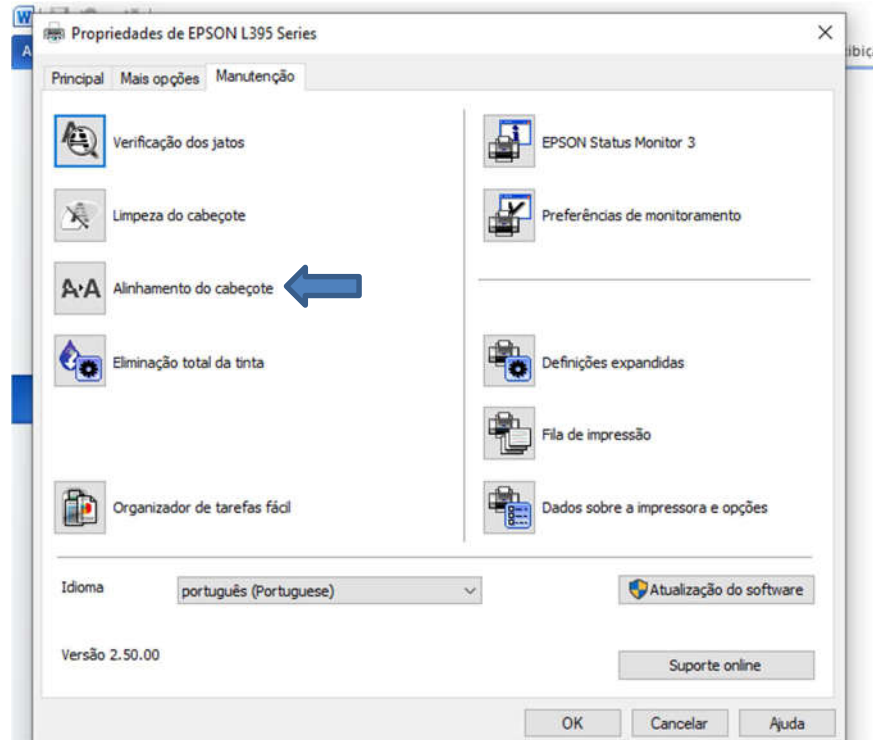 W
Propriedades de EPSON L395 Series
Principal Mais opções Manutenção
Verificação dos jatos
Limpeza do cabeçote
A›A Alinhamento do cabeçote
Eliminação total da tinta
Organizador de tarefas fácil
EPSON Status Monitor 3
Preferências de monitoramento
Definições expandidas
Fila de impressão
Dados sobre a impressora e opções
Idioma português (Portuguese)
Atualização do software
Versão 2.50.00
Suporte online
OK Cancelar Ajuda